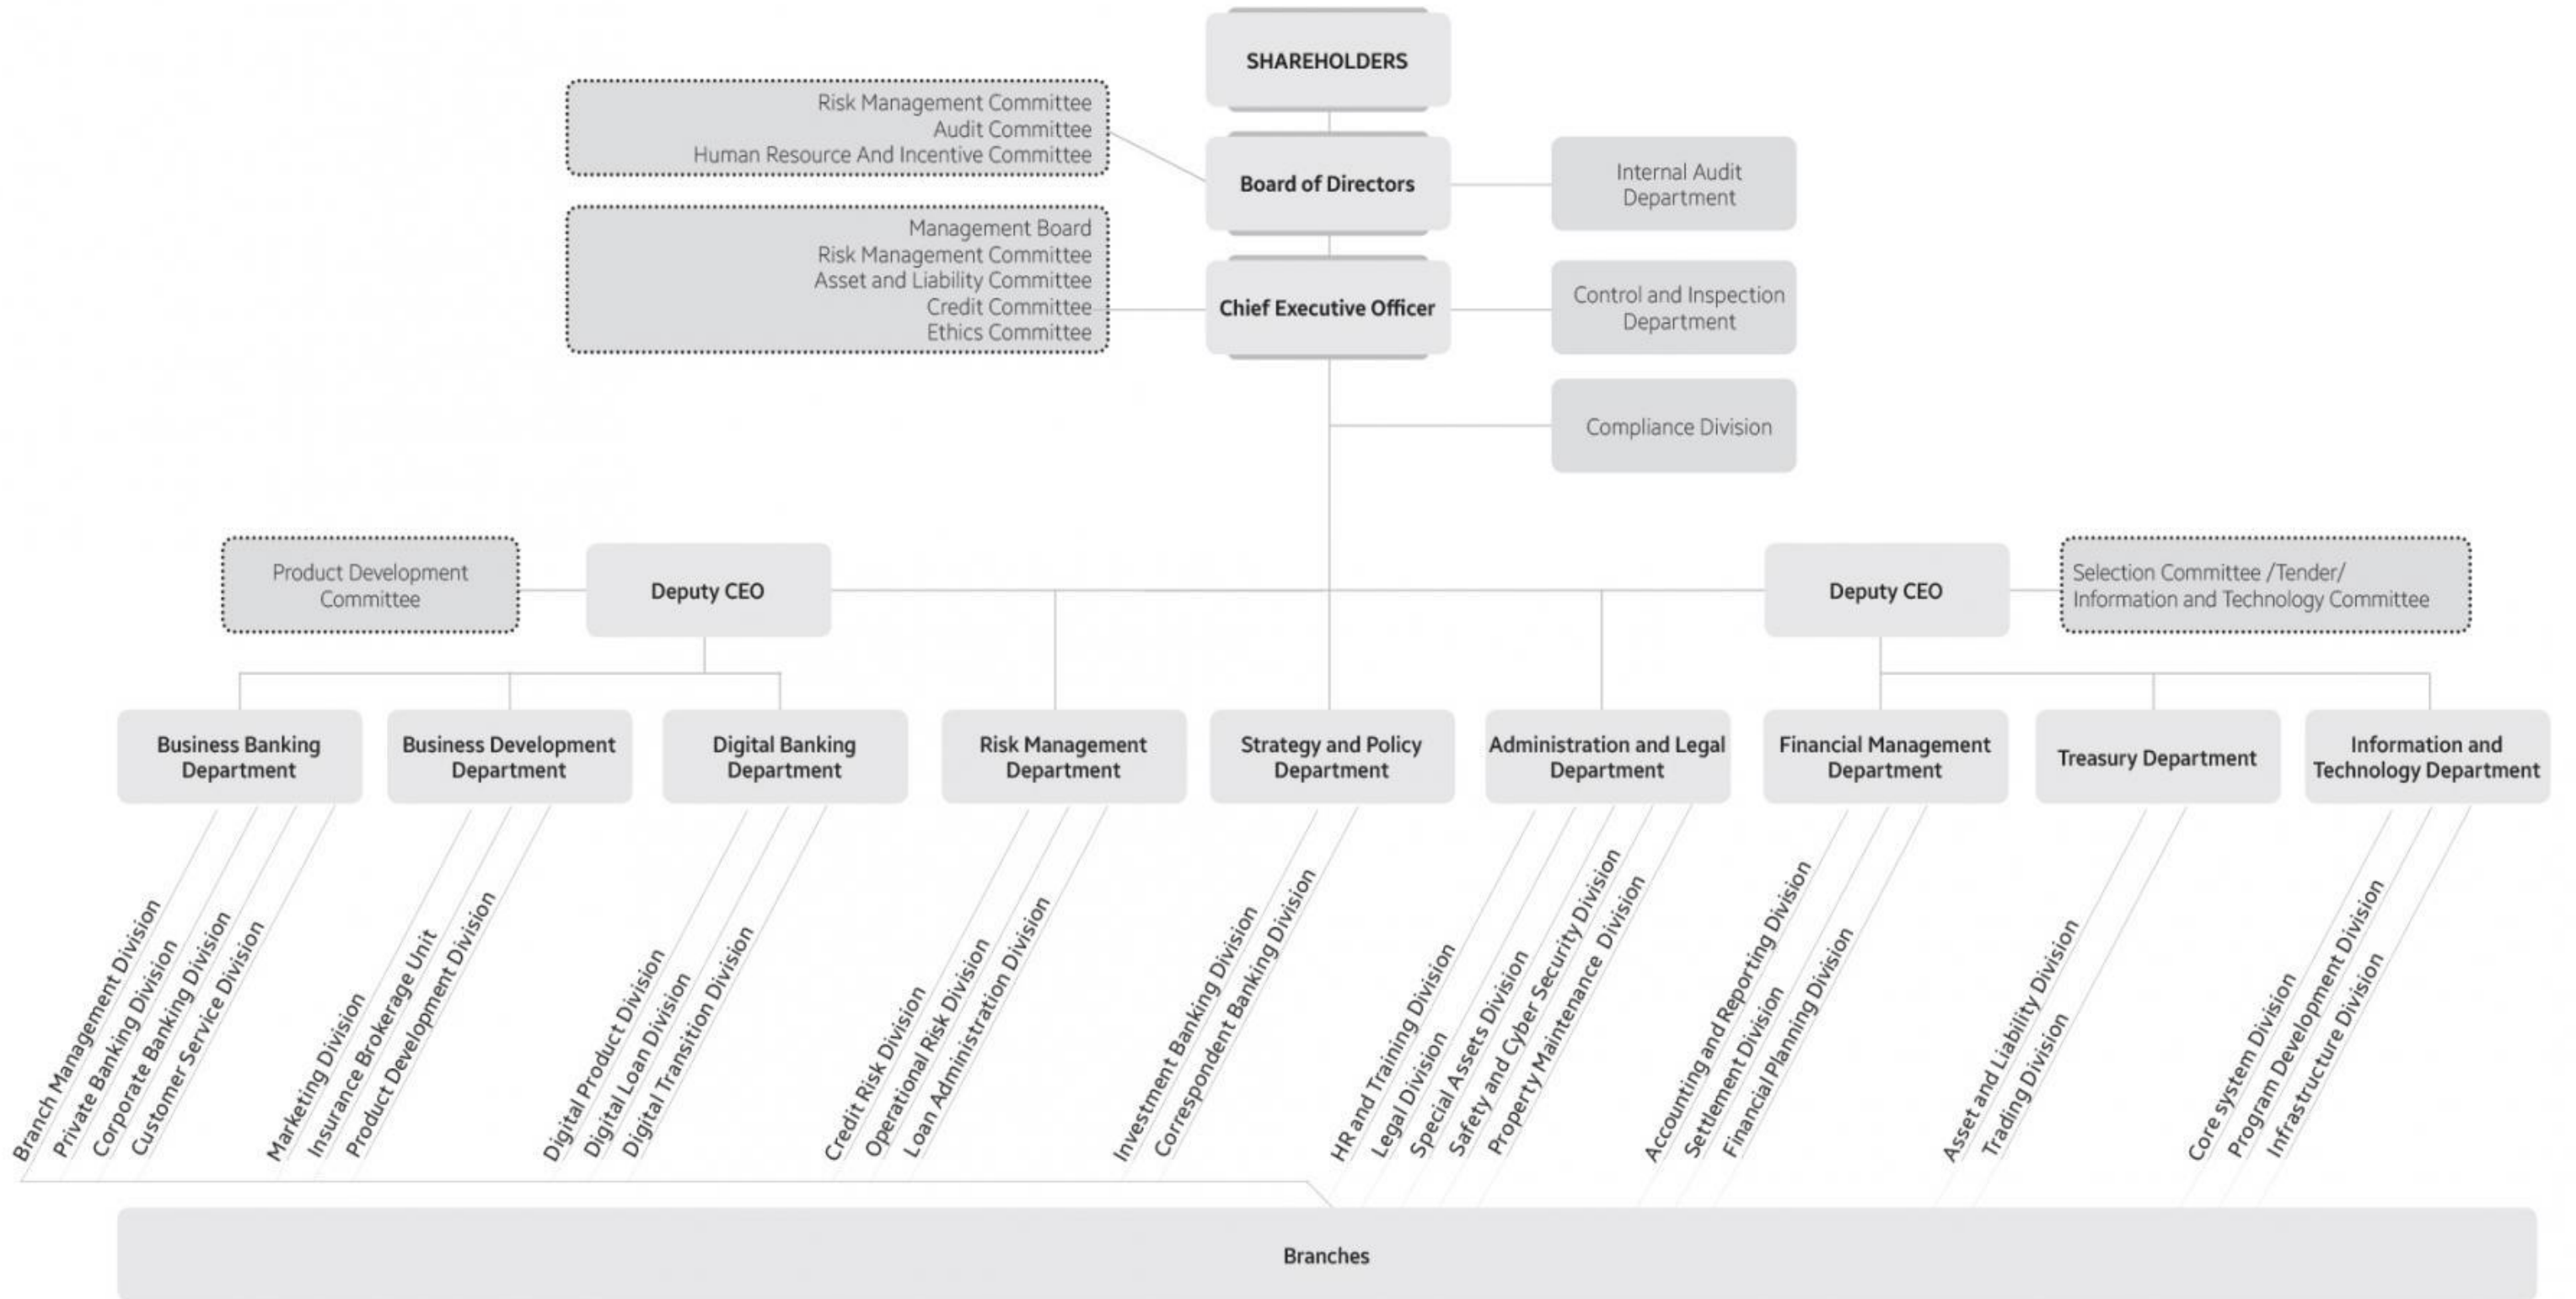 SHAREHOLDERS
Risk Management Committee
Audit Committee
Human Resource And Incentive Committee
Board of Directors
Internal Audit
Department
Management Board
Risk Management Committee
Asset and Liability Committee
Credit Committee
Ethics Committee
Chief Executive Officer
Control and Inspection
Department
Compliance Division
Product Development
Committee
Deputy CEO
Deputy CEO
Selection Committee /Tender/
Information and Technology Committee
Business Banking
Department
Business Development
Department
Digital Banking
Department
Risk Management
Department
Strategy and Policy
Department
Administration and Legal
Department
Financial Management
Department
Treasury Department
Information and
Technology Department
Branch Management Division
Private Banking Division
Corporate Banking Division
Customer Service Division
Marketing Division
Insurance Brokerage Unit
Product Development Division
Digital Product Division
Digital Loan Division
Digital Transition Division
Credit Risk Division
Operational Risk Division
Loan Administration Division
Investment Banking Division
Correspondent Banking Division
HR and Training Division
Legal Division
Special Assets Division
Safety and Cyber Security Division
Property Maintenance Division
Accounting and Reporting Division
Settlement Division
Financial Planning Division
Asset and Liability Division
Trading Division
Core system Division
Program Development Division
Infrastructure Division
Branches